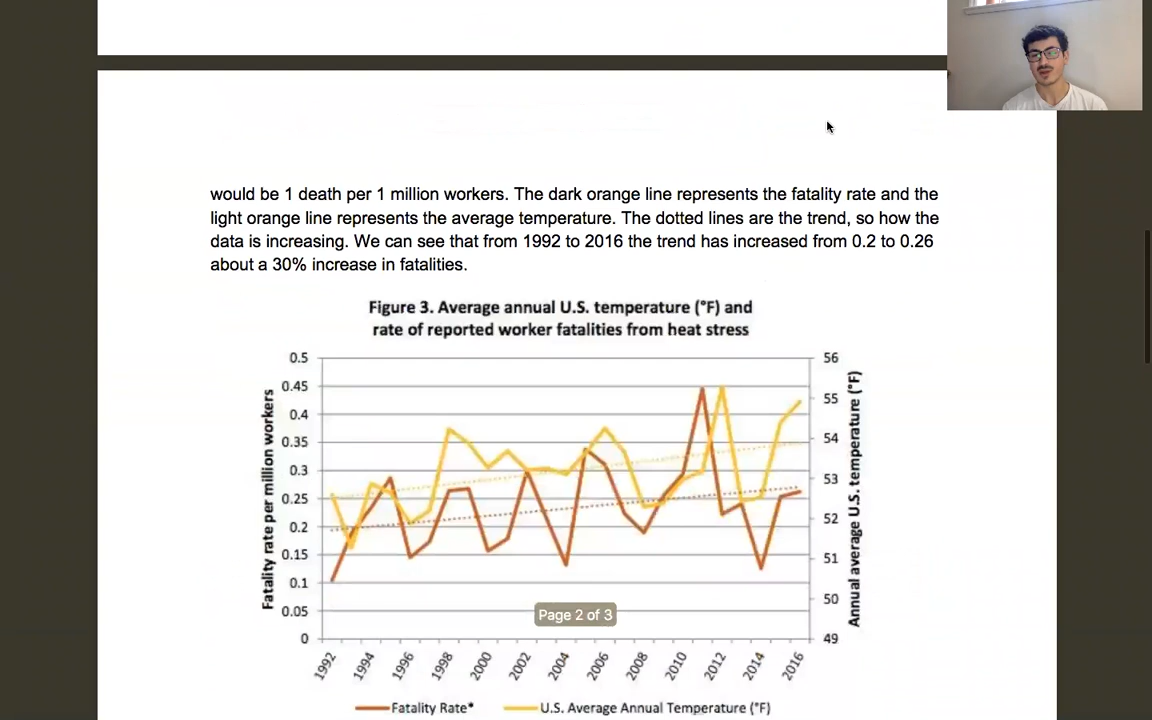 would be 1 death per 1 million workers. The dark orange line represents the fatality rate and the
light orange line represents the average temperature. The dotted lines are the trend, so how the
data is increasing. We can see that from 1992 to 2016 the trend has increased from 0.2 to 0.26
about a 30% increase in fatalities.
Figure 3. Average annual U.S. temperature (°F) and
rate of reported worker fatalities from heat stress
Fatality rate per million workers
0.5
0.45
0.4
0.35
0.3
0.25
0.2
0.15
0.1
0.05
0
56
55
54
53
52
51
50
49
Annual average U.S. temperature (°F)
Page 2 of 3
1992
1994
1996
1998
2000
2002
2004
2006
2008
2010
2012
2014
2016
Fatality Rate*
U.S. Average Annual Temperature (°F)